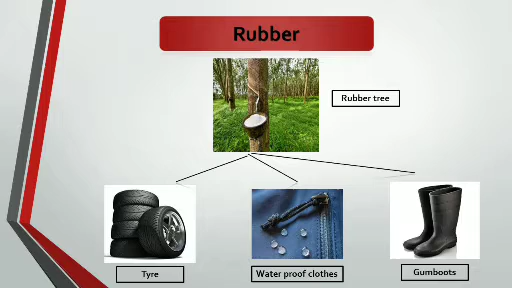 Rubber
Rubber tree
Tyre
Water proof clothes
Gumboots